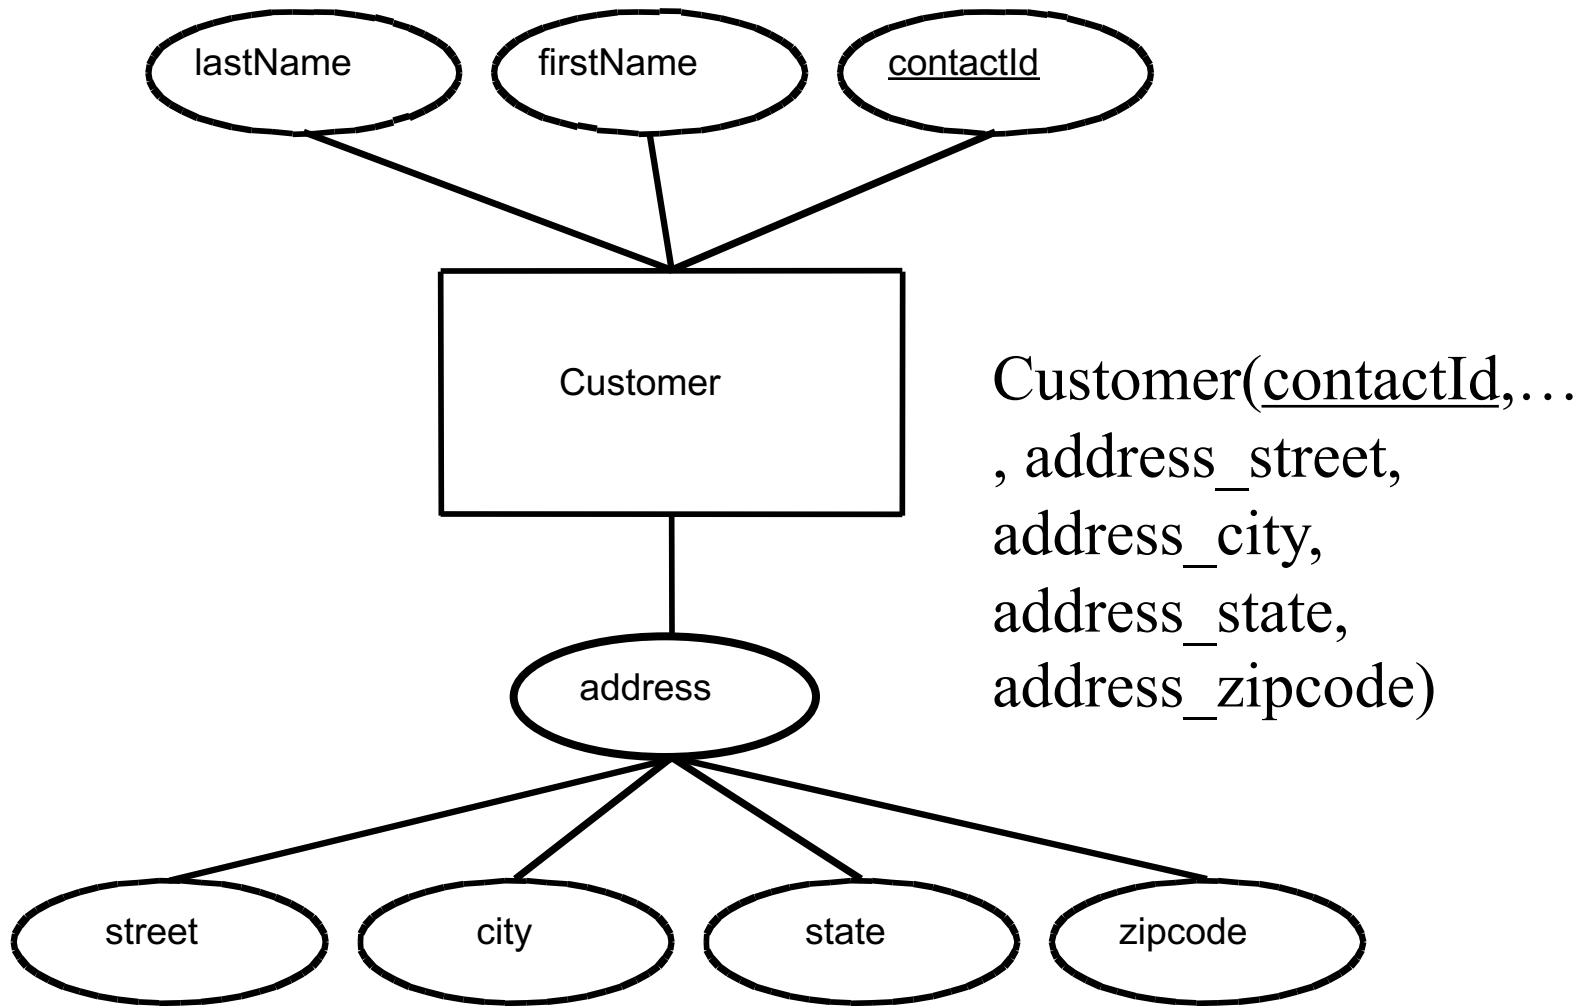 lastName
firstName
contactId
Customer
Customer(contactId,…
, address_street,
address_city,
address_state,
address_zipcode)
address
street
city
state
zipcode